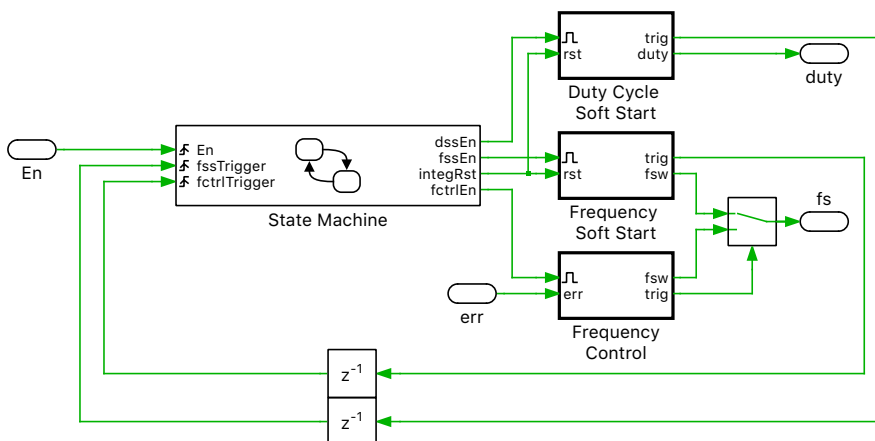 trig
rst
duty
duty
Duty Cycle
Soft Start
En
En
fssTrigger
fctrlTrigger
dssEn
fssEn
integRst
fctrlEn
State Machine
trig
rst
fsw
Frequency
Soft Start
fs
fsw
err
trig
err
Frequency
Control
z-1
z-1